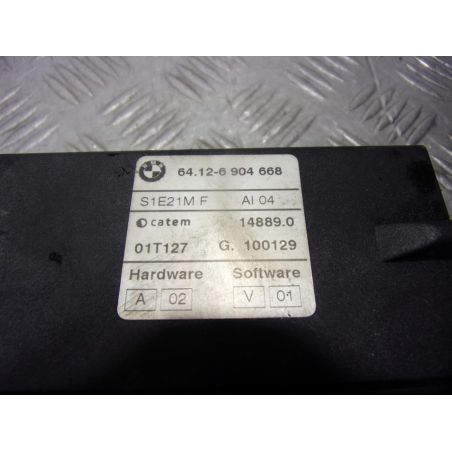 64.12-6 904 668
S1E21M F AI 04
catem 14889.0
01T127 G. 100129
Hardware Software
A 02 V 01